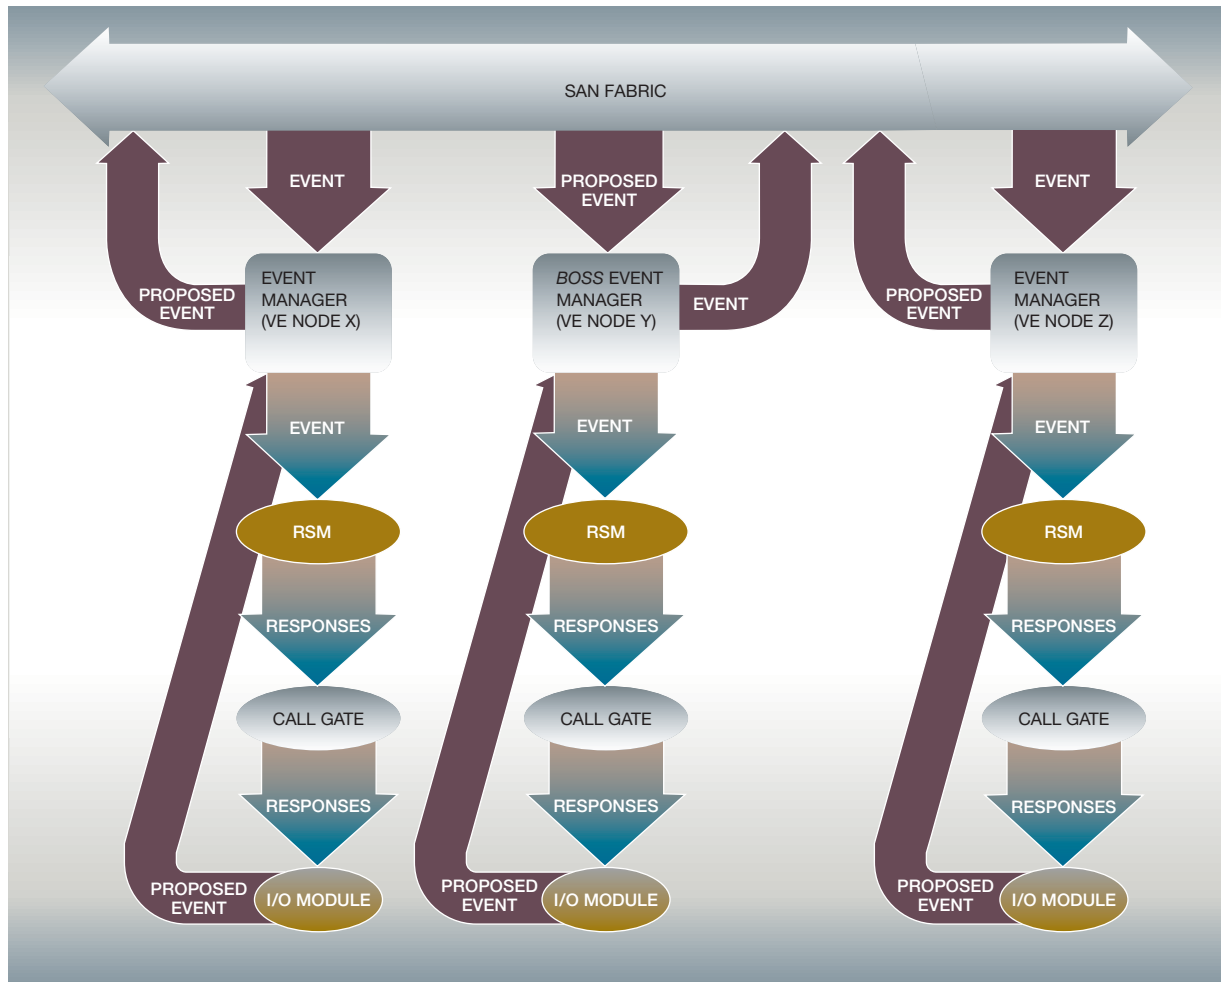 SAN FABRIC
EVENT
PROPOSED
EVENT
EVENT
PROPOSED
EVENT
EVENT
MANAGER
(VE NODE X)
BOSS EVENT
MANAGER
(VE NODE Y)
EVENT
PROPOSED
EVENT
EVENT
MANAGER
(VE NODE Z)
EVENT
EVENT
EVENT
RSM
RSM
RSM
RESPONSES
RESPONSES
RESPONSES
CALL GATE
CALL GATE
CALL GATE
RESPONSES
RESPONSES
RESPONSES
PROPOSED
EVENT
I/O MODULE
PROPOSED
EVENT
I/O MODULE
PROPOSED
EVENT
I/O MODULE